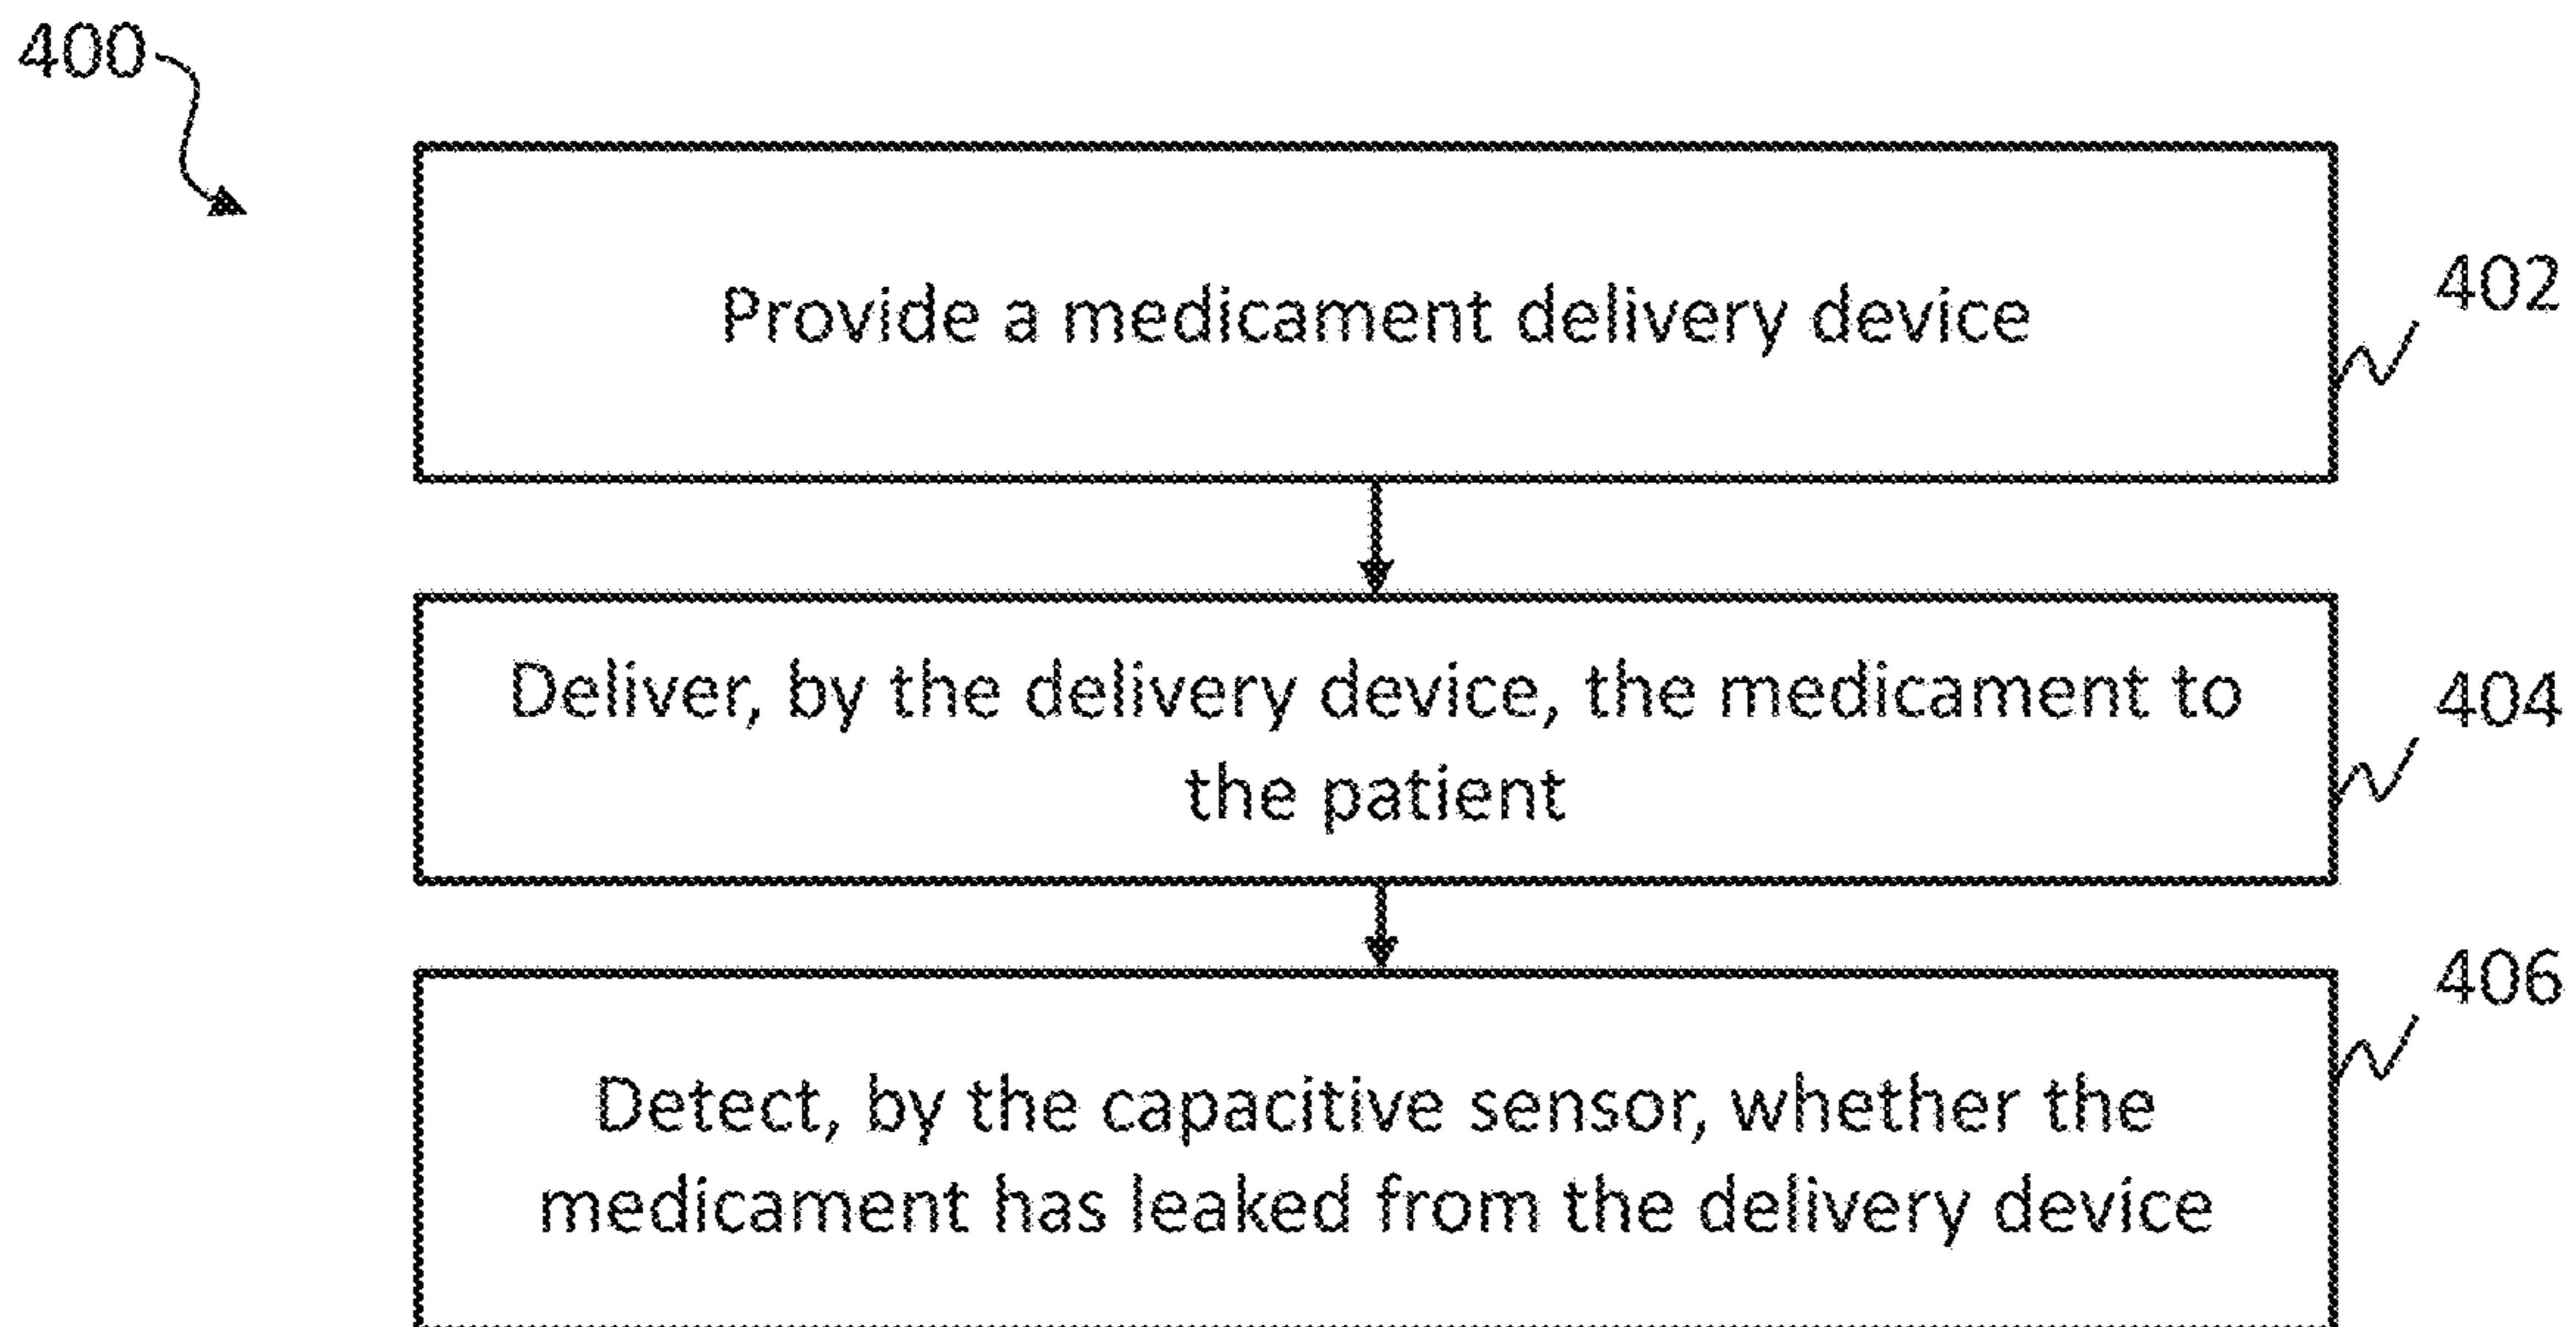 400
Provide a medicament delivery device
402
Deliver, by the delivery device, the medicament to
the patient
404
406
Detect, by the capacitive sensor, whether the
medicament has leaked from the delivery device